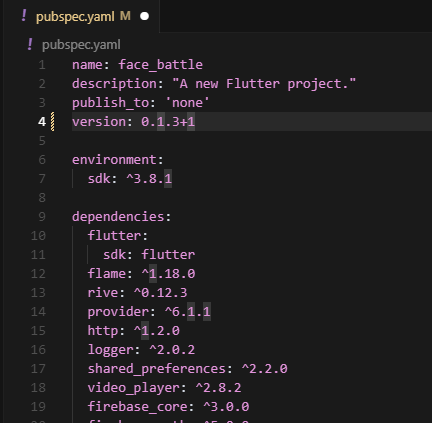 ! pubspec.yaml M
! pubspec.yaml
1 name: face_battle
2 description: "A new Flutter project."
3 publish_to: 'none'
4 version: 0.1.3+1
5
6 environment:
7 sdk: ^3.8.1
8
9 dependencies:
10 flutter:
11 sdk: flutter
12 flame: ^1.18.0
13 rive: ^0.12.3
14 provider: ^6.1.1
15 http: ^1.2.0
16 logger: ^2.0.2
17 shared_preferences: ^2.2.0
18 video_player: ^2.8.2
19 firebase_core: ^3.0.0